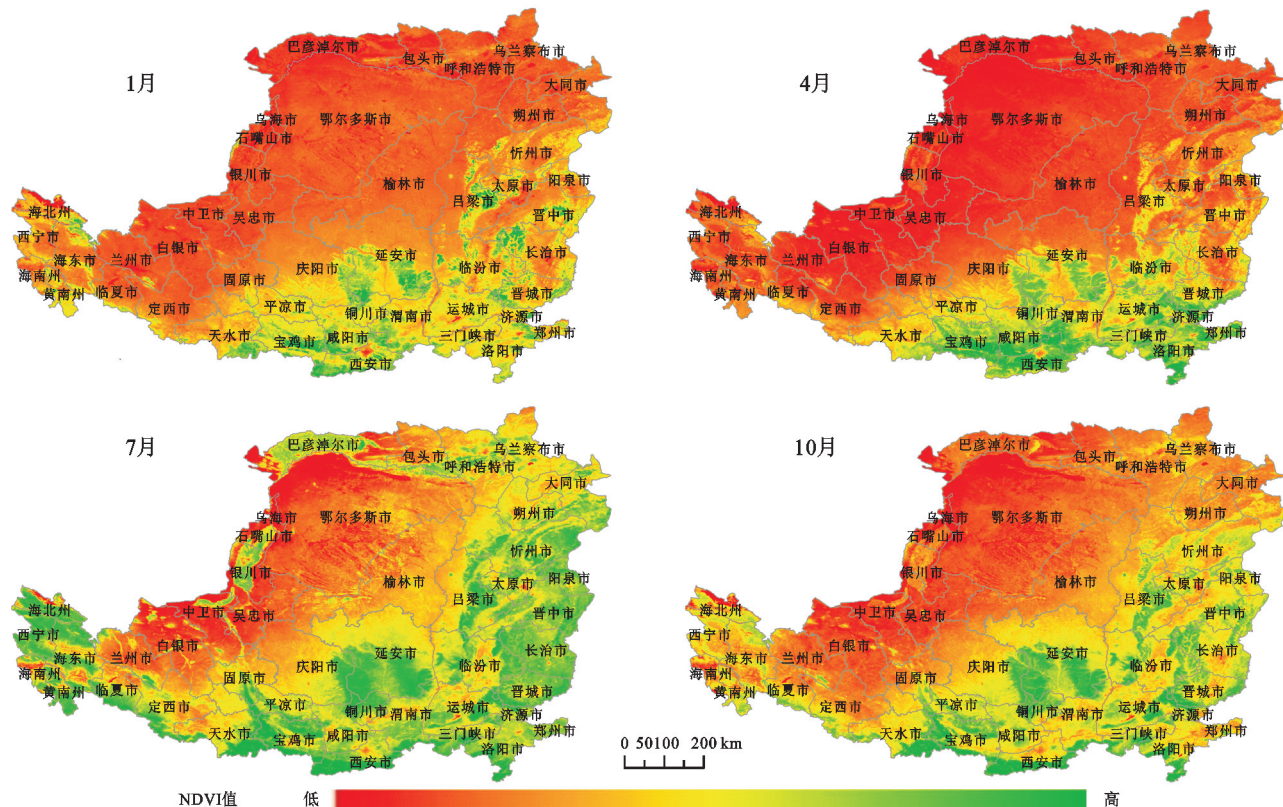 1月
巴彦淖尔市
包头市
乌兰察布市
呼和浩特市
大同市
乌海市
鄂尔多斯市
朔州市
石嘴山市
忻州市
银川市
榆林市
太原市
阳泉市
吕梁市
海北州
中卫市
吴忠市
晋中市
西宁市
白银市
延安市
长治市
海东市
兰州市
庆阳市
临汾市
海南州
固原市
黄南州
临夏市
晋城市
定西市
平凉市
铜川市
渭南市
运城市
济源市
天水市
宝鸡市
咸阳市
三门峡市
郑州市
洛阳市
西安市
4月
巴彦淖尔市
包头市
乌兰察布市
呼和浩特市
大同市
乌海市
鄂尔多斯市
朔州市
石嘴山市
忻州市
银川市
榆林市
太原市
阳泉市
吕梁市
海北州
中卫市
吴忠市
晋中市
西宁市
白银市
延安市
长治市
海东市
兰州市
庆阳市
临汾市
海南州
固原市
黄南州
临夏市
晋城市
定西市
平凉市
铜川市
渭南市
运城市
济源市
天水市
宝鸡市
咸阳市
三门峡市
郑州市
洛阳市
西安市
7月
巴彦淖尔市
包头市
乌兰察布市
呼和浩特市
大同市
乌海市
鄂尔多斯市
朔州市
石嘴山市
忻州市
银川市
榆林市
太原市
阳泉市
吕梁市
海北州
中卫市
吴忠市
晋中市
西宁市
白银市
延安市
长治市
海东市
兰州市
庆阳市
临汾市
海南州
固原市
黄南州
临夏市
晋城市
定西市
平凉市
铜川市
渭南市
运城市
济源市
天水市
宝鸡市
咸阳市
三门峡市
郑州市
洛阳市
西安市
10月
巴彦淖尔市
包头市
乌兰察布市
呼和浩特市
大同市
乌海市
鄂尔多斯市
朔州市
石嘴山市
忻州市
银川市
榆林市
太原市
阳泉市
吕梁市
海北州
中卫市
吴忠市
晋中市
西宁市
白银市
延安市
长治市
海东市
兰州市
庆阳市
临汾市
海南州
固原市
黄南州
临夏市
晋城市
定西市
平凉市
铜川市
渭南市
运城市
济源市
天水市
宝鸡市
咸阳市
三门峡市
郑州市
洛阳市
西安市
0 50100 200 km
NDVI值 低 高